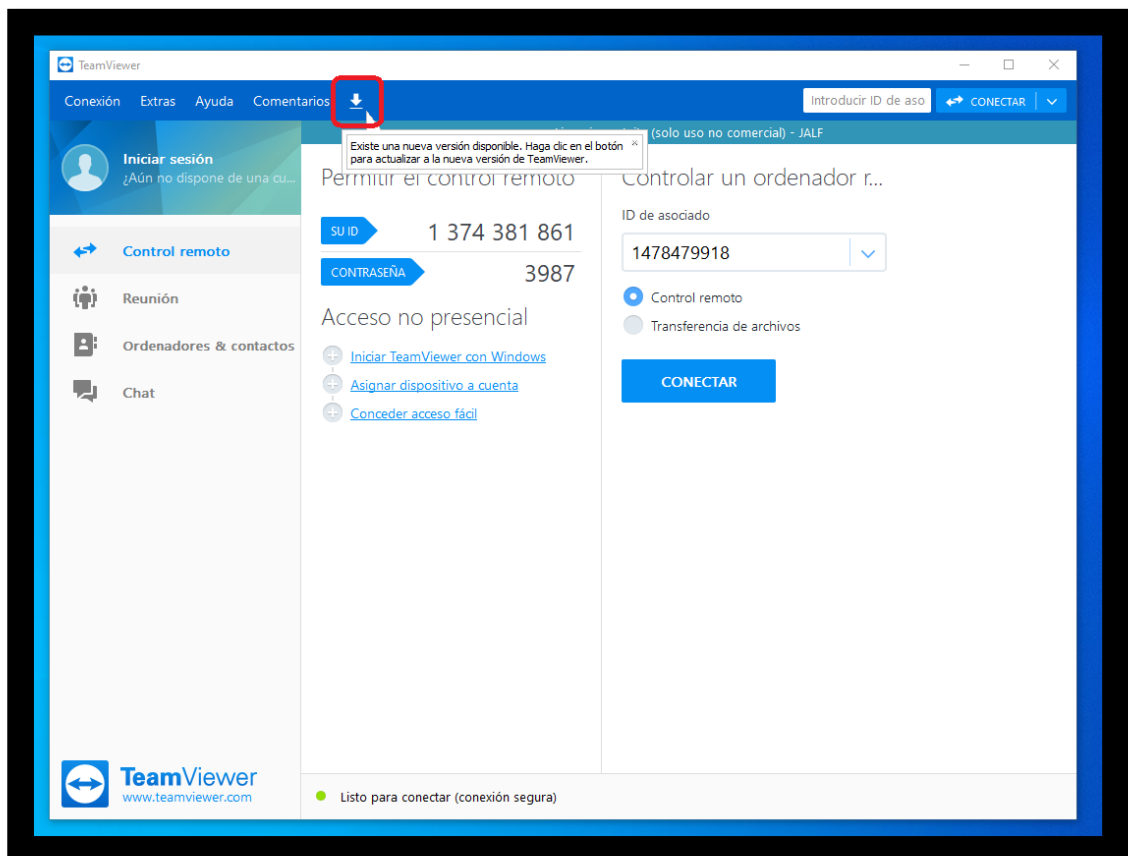 TeamViewer
Conexión Extras Ayuda Comentarios
Introducir ID de aso
CONECTAR
(solo uso no comercial) - JALF
Existe una nueva versión disponible. Haga clic en el botón
para actualizar a la nueva versión de TeamViewer.
Iniciar sesión
¿Aún no dispone de una cu...
Control remoto
Reunión
Ordenadores & contactos
Chat
Permitir el control remoto
SU ID 1 374 381 861
CONTRASEÑA 3987
Acceso no presencial
Iniciar TeamViewer con Windows
Asignar dispositivo a cuenta
Conceder acceso fácil
Controlar un ordenador r...
ID de asociado
1478479918
Control remoto
Transferencia de archivos
CONECTAR
TeamViewer
www.teamviewer.com
Listo para conectar (conexión segura)